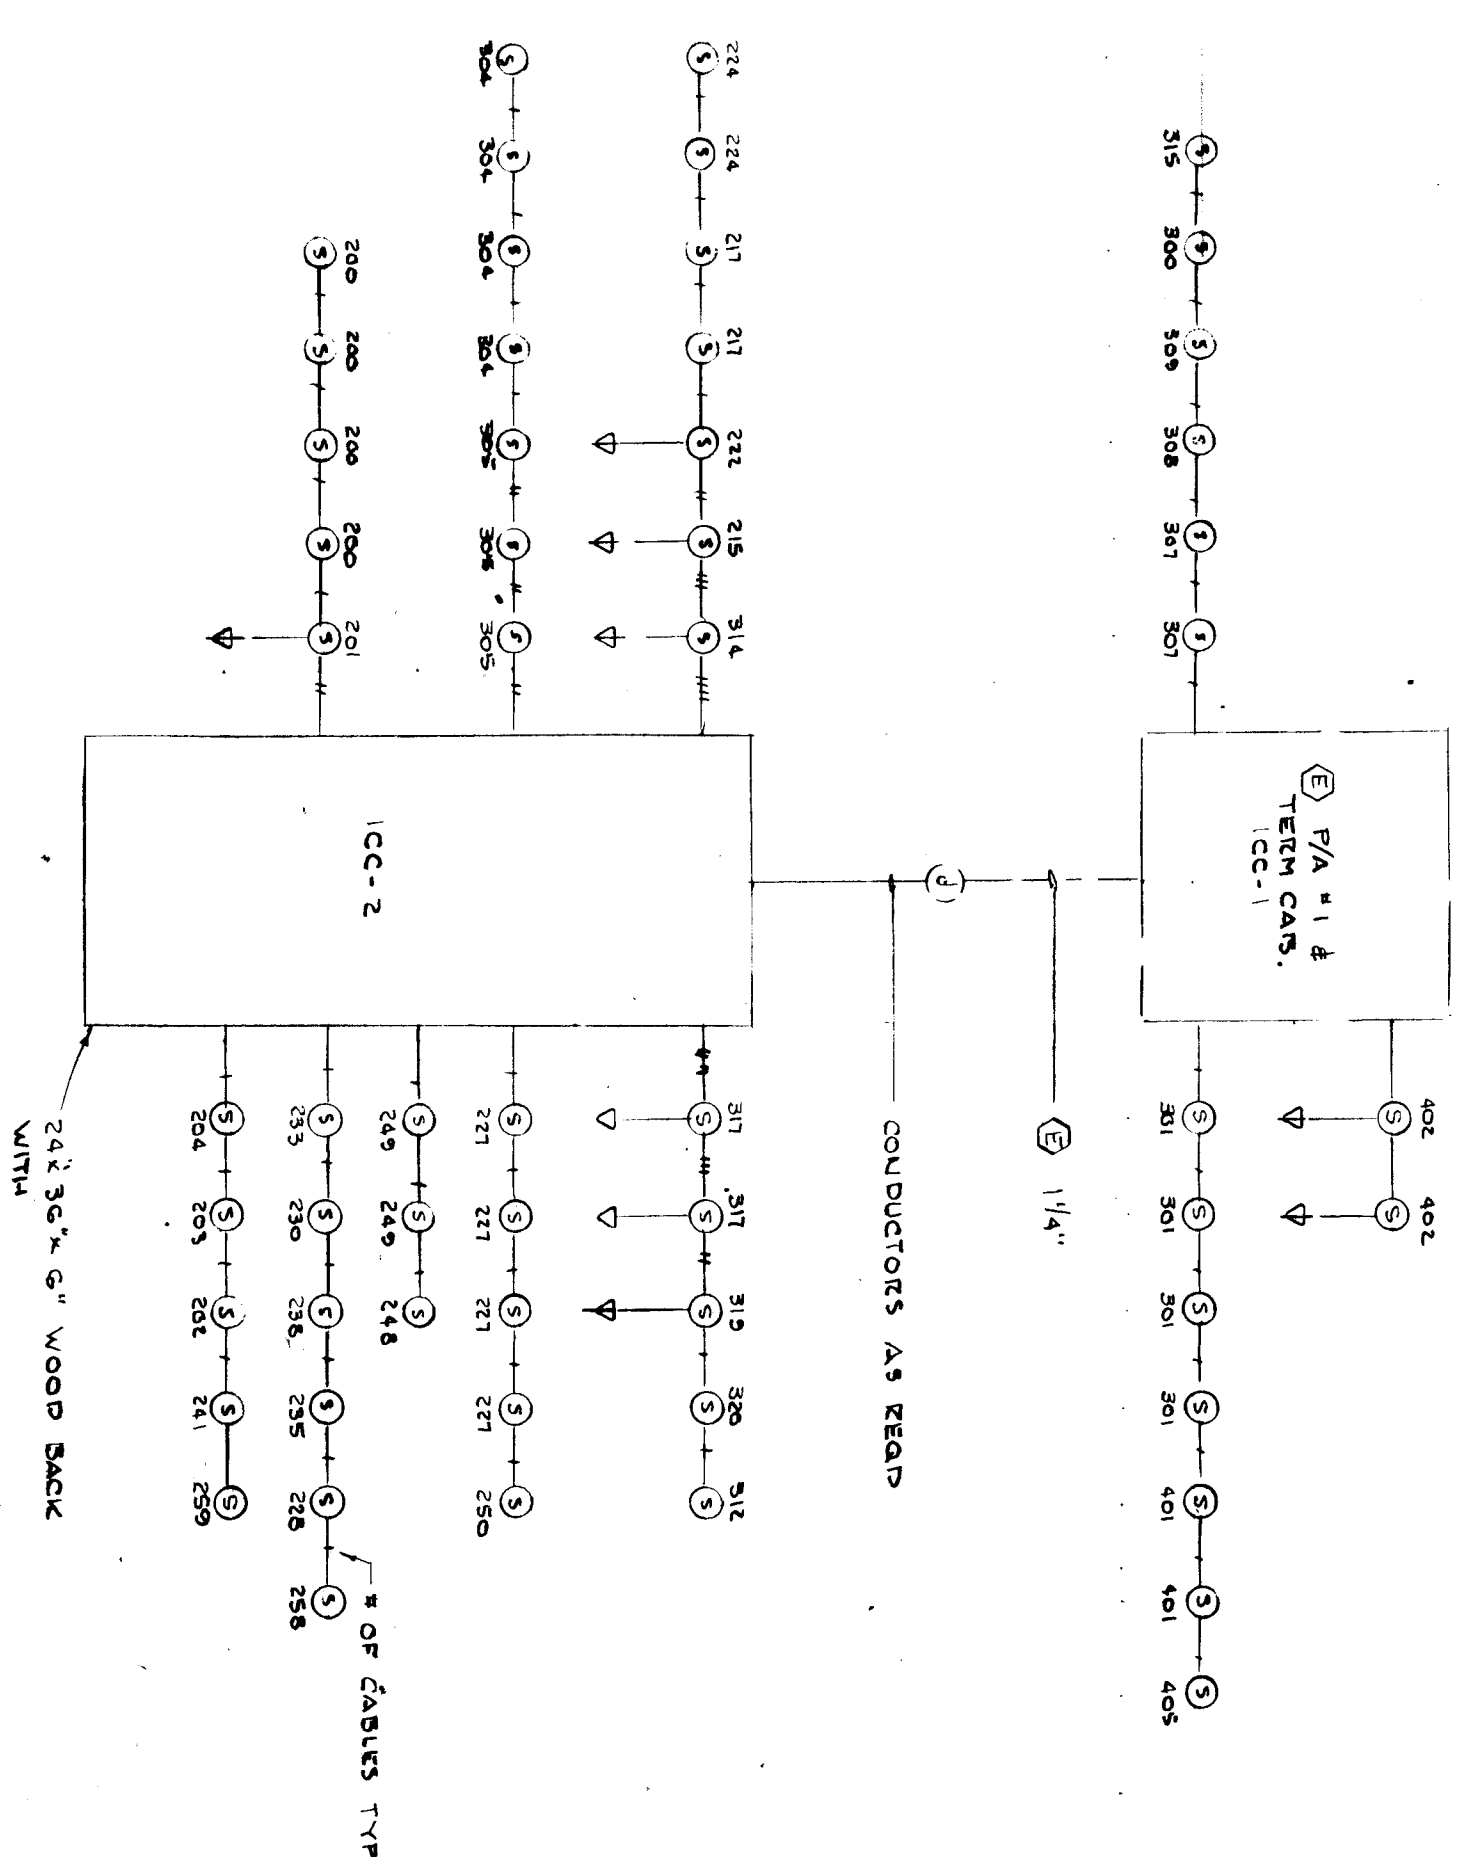 E P/A #1 &
TERM CAB.
ICC-1
402 402
315 300 309 308 307 307
301 301 301 301 401 401 405
S S S S S S S S S S S S S S S
E 1¼"
d
CONDUCTORS AS REQD
224 224 217 217 222 215 314
317 317 319 320 312
S S S S S S S S S S S S
304 304 304 304 305 305 305
227 227 227 227 250
S S S S S S S S S S S S
ICC-2
249 249 248
S S S
200 200 200 200 201
233 230 238 235 228 258
S S S S S S S S S S S
# OF CABLES TYP
204 203 202 241 259
S S S S S
24"x 36"x 6" WOOD BACK
WITH